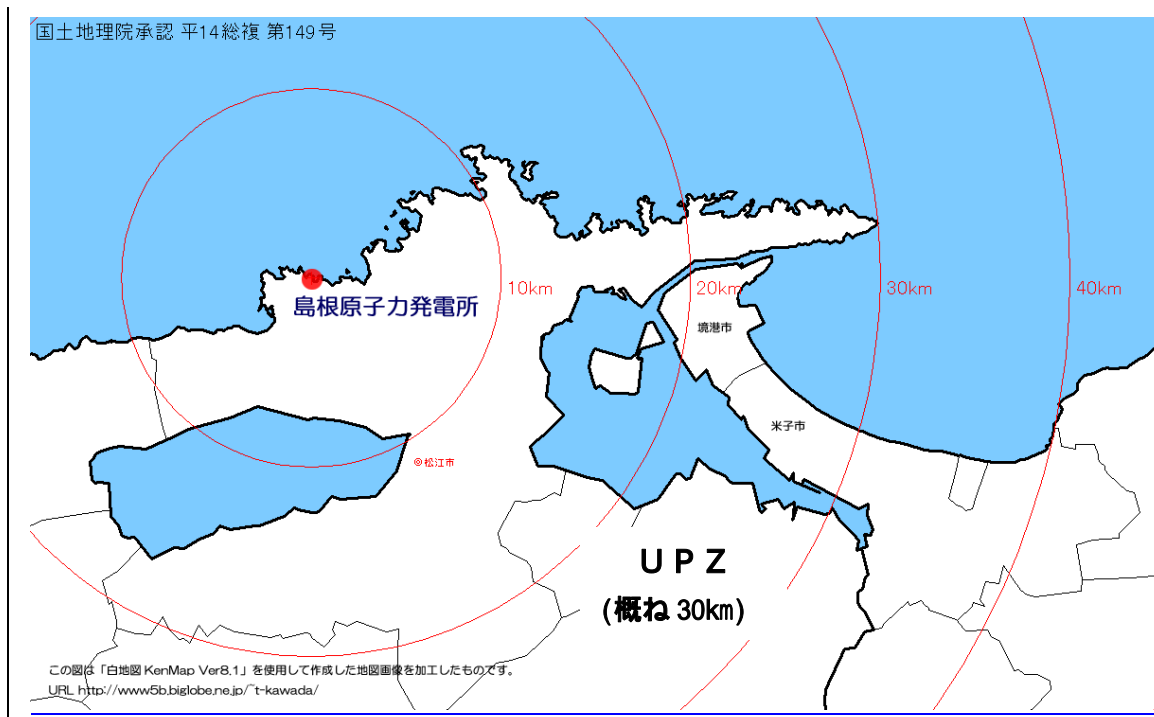 国土地理院承認 平14総複 第149号
島根原子力発電所
10km
20km
30km
40km
境港市
米子市
◎松江市
ＵＰＺ
(概ね 30㎞)
この図は「白地図 KenMap Ver8.1」を使用して作成した地図画像を加工したものです。
URL http://www5b.biglobe.ne.jp/~t-kawada/